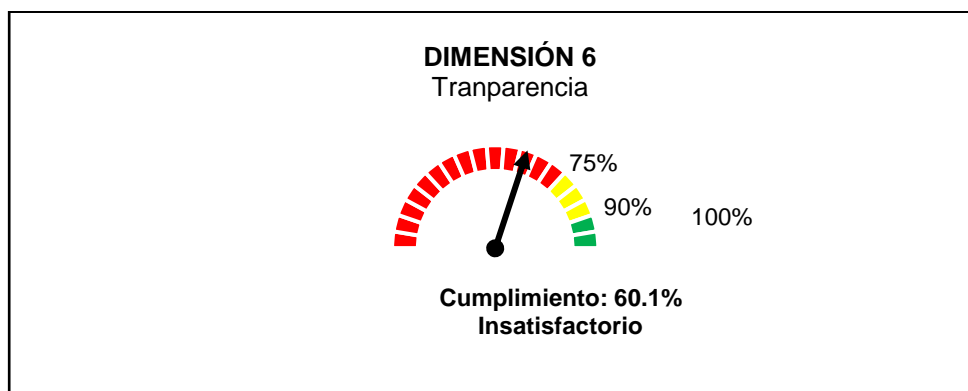 DIMENSIÓN 6
Tranparencia
75%
90%
100%
Cumplimiento: 60.1%
Insatisfactorio